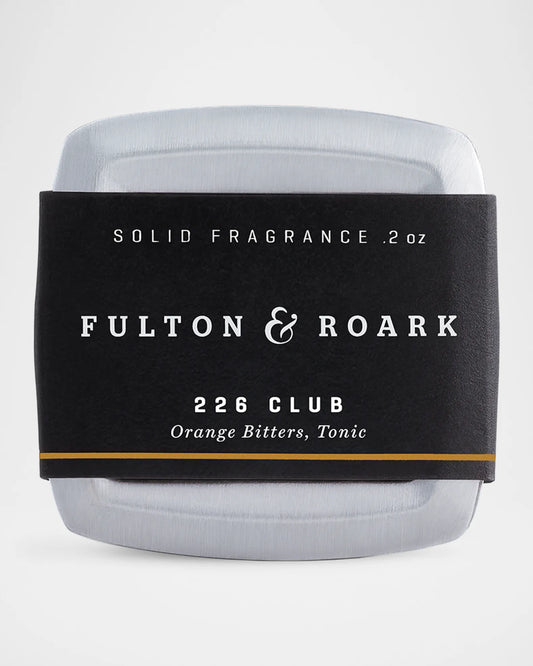 SOLID FRAGRANCE .2 oz
FULTON & ROARK
226 CLUB
Orange Bitters, Tonic